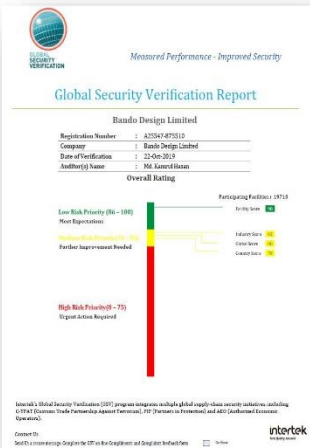 GLOBAL
SECURITY
VERIFICATION
Measured Performance - Improved Security
Global Security Verification Report
Bando Design Limited
Registration Number :
Company : Bando Design Limited
Date of Verification : 22-Oct-2019
Auditor(s) Name : Md. Kamrul Hasan
Overall Rating
Participating Facilities : 19718
Low Risk Priority (86 - 100)
Meet Expectations
Facility Score
Industry Score
Further Improvement Needed
Global Score
Country Score
High Risk Priority(0 - 75)
Urgent Action Required
Intertek's Global Security Verification (GSV) program integrates multiple global supply-chain security initiatives, including
C-TPAT (Customs Trade Partnership Against Terrorism), PIP (Partners in Protection) and AEO (Authorized Economic
Operators).
Contact Us
intertek